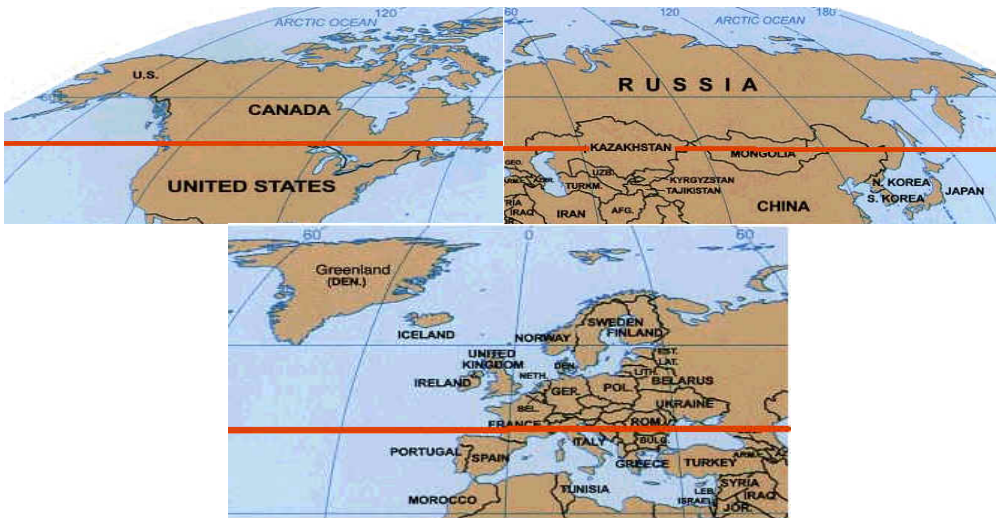 ARCTIC OCEAN
120
U.S.
CANADA
UNITED STATES
60
ARCTIC OCEAN
120
180
RUSSIA
KAZAKHSTAN
MONGOLIA
GEO.
UZB.
TURKM.
KYRGYZSTAN
TAJIKISTAN
IRAQ
IRAN
AFG.
CHINA
N. KOREA
S. KOREA
JAPAN
60
0
60
Greenland
(DEN.)
ICELAND
NORWAY
SWEDEN
FINLAND
UNITED
KINGDOM
IRELAND
NETH.
DEN.
EST.
LAT.
LITH.
BELARUS
GER.
POL.
BEL.
UKRAINE
FRANCE
ROM.
ITALY
BULG.
PORTUGAL
SPAIN
GREECE
TURKEY
ARM.
SYRIA
LEB.
ISRAEL
IRAQ
JOR.
MOROCCO
TUNISIA